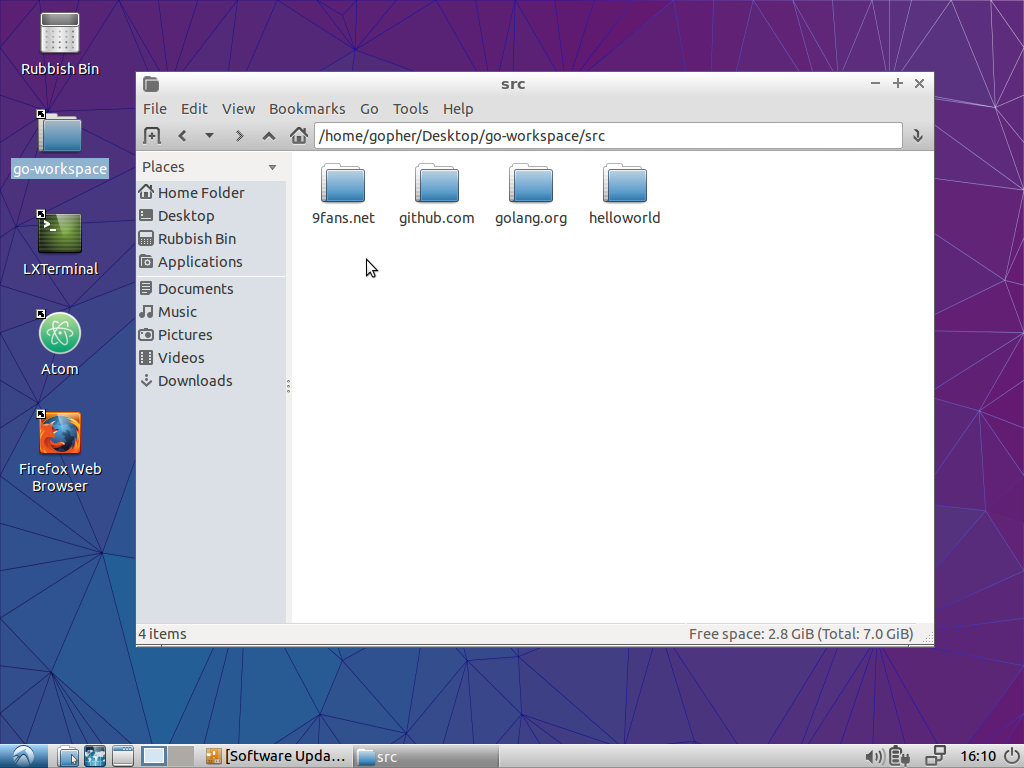 Rubbish Bin
go-workspace
LXTerminal
Atom
Firefox Web
Browser
src
File Edit View Bookmarks Go Tools Help
/home/gopher/Desktop/go-workspace/src
Places
Home Folder
Desktop
Rubbish Bin
Applications
Documents
Music
Pictures
Videos
Downloads
9fans.net github.com golang.org helloworld
4 items Free space: 2.8 GiB (Total: 7.0 GiB)
[Software Upda... src 16:10